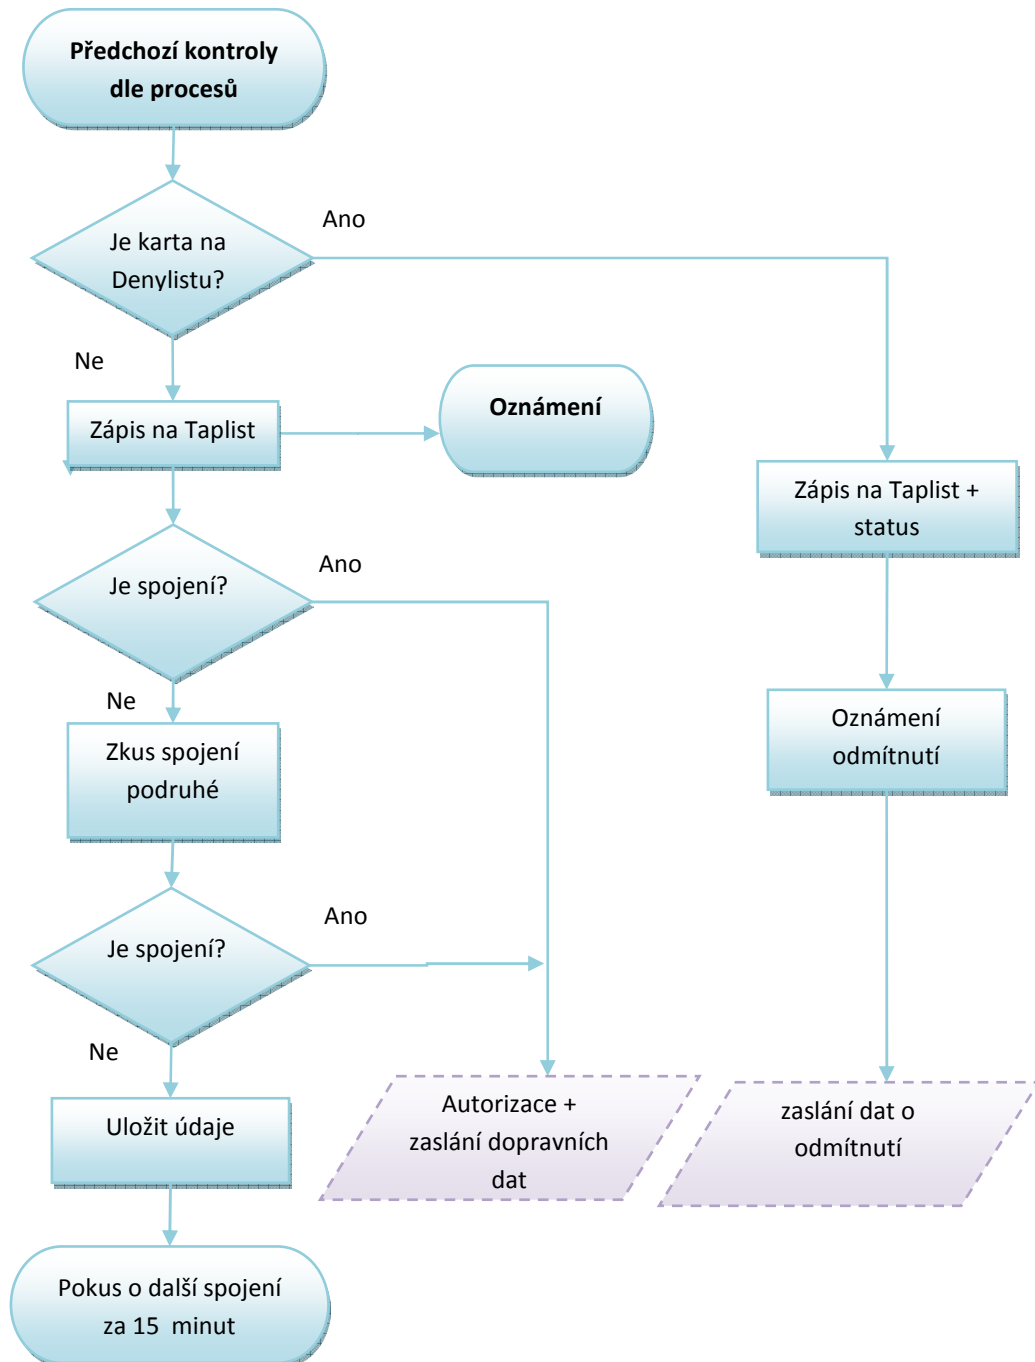 Předchozí kontroly
dle procesů
Ano
Je karta na
Denylistu?
Ne
Zápis na Taplist
Oznámení
Zápis na Taplist +
status
Je spojení?
Ano
Ne
Zkus spojení
podruhé
Oznámení
odmítnutí
Je spojení?
Ano
Ne
Uložit údaje
Autorizace +
zaslání dopravních
dat
zaslání dat o
odmítnutí
Pokus o další spojení
za 15 minut